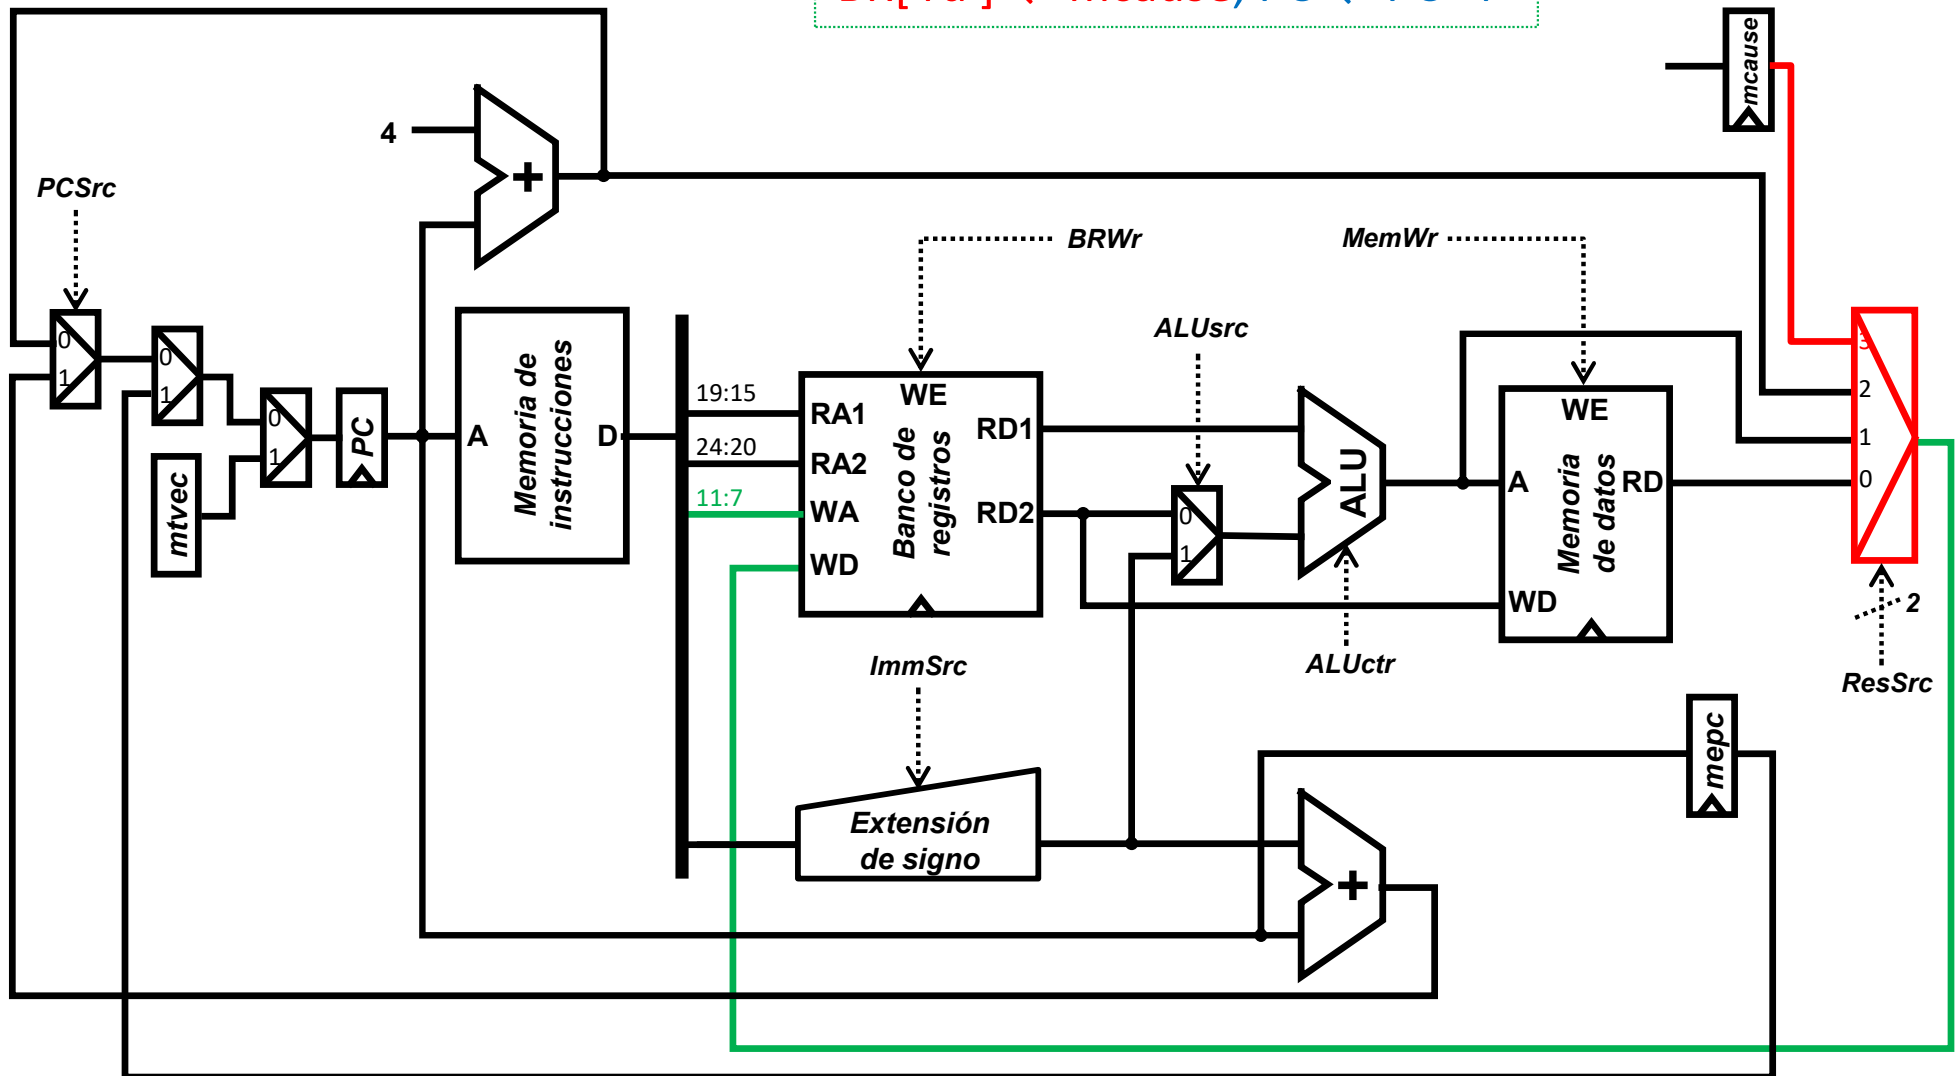 mcause
4
+
PCSrc
BRWr
MemWr
ALUsrc
0
1
0
1
0
1
mtvec
PC
A
Memoria de
instrucciones
D
19:15
24:20
11:7
WE
RA1
RA2
WA
WD
Banco de
registros
RD1
RD2
0
1
ALU
WE
A
Memoria
de datos
RD
WD
3
2
1
0
2
ResSrc
ImmSrc
ALUctr
mepc
Extensión
de signo
+